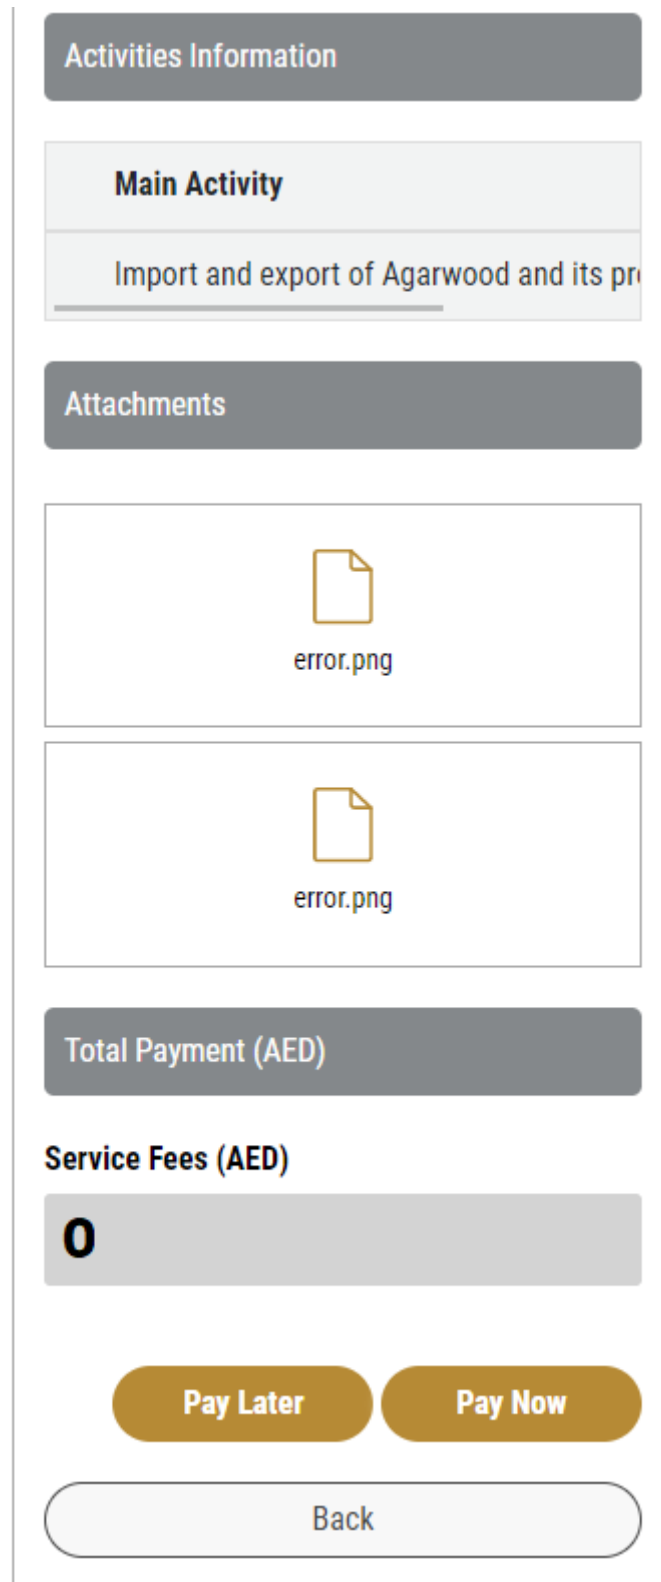 Activities Information
Main Activity
Import and export of Agarwood and its pr
Attachments
error.png
error.png
Total Payment (AED)
Service Fees (AED)
0
Pay Later Pay Now
Back